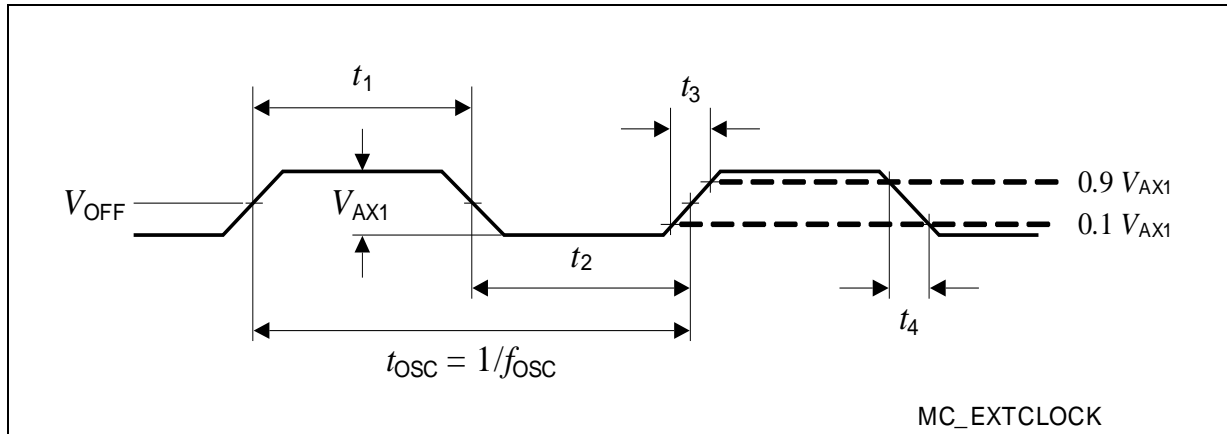 t1
t3
VOFF
VAX1
0.9 VAX1
0.1 VAX1
t2
t4
tOSC = 1/fOSC
MC_EXTCLOCK